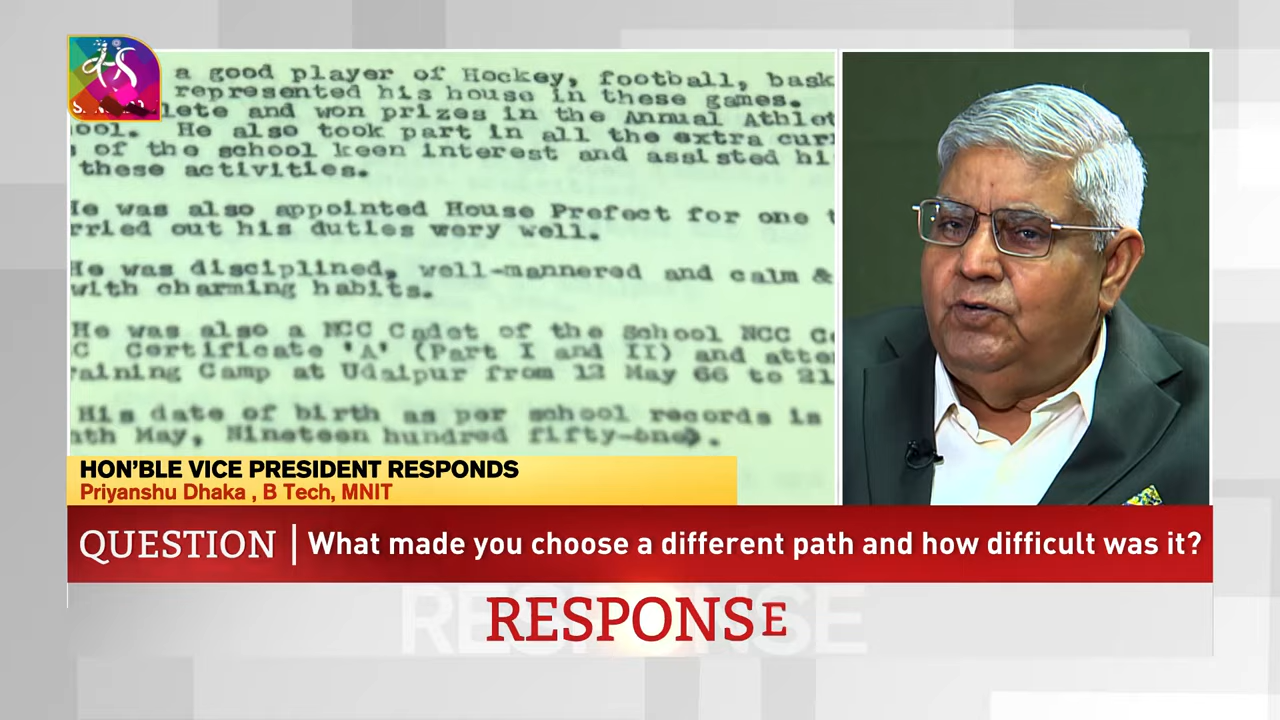 a good player of Hockey, football, bask
represented his house in these games.
lete and won prizes in the Annual Athlet
ool. He also took part in all the extra curr
s of the school keen interest and assisted hi
these activities.
He was also appointed House Prefect for one t
rried out his duties very well.
He was disciplined, well-mannered and calm &
with charming habits.
He was also a NCC Cadet of the School NCC Co
C Certificate 'A' (Part I and II) and atte
raining Camp at Udaipur from 12 May 66 to 21
His date of birth as per school records is
nth May, Nineteen hundred fifty-one).
HON'BLE VICE PRESIDENT RESPONDS
Priyanshu Dhaka , B Tech, MNIT
QUESTION | What made you choose a different path and how difficult was it?
RESPONSE